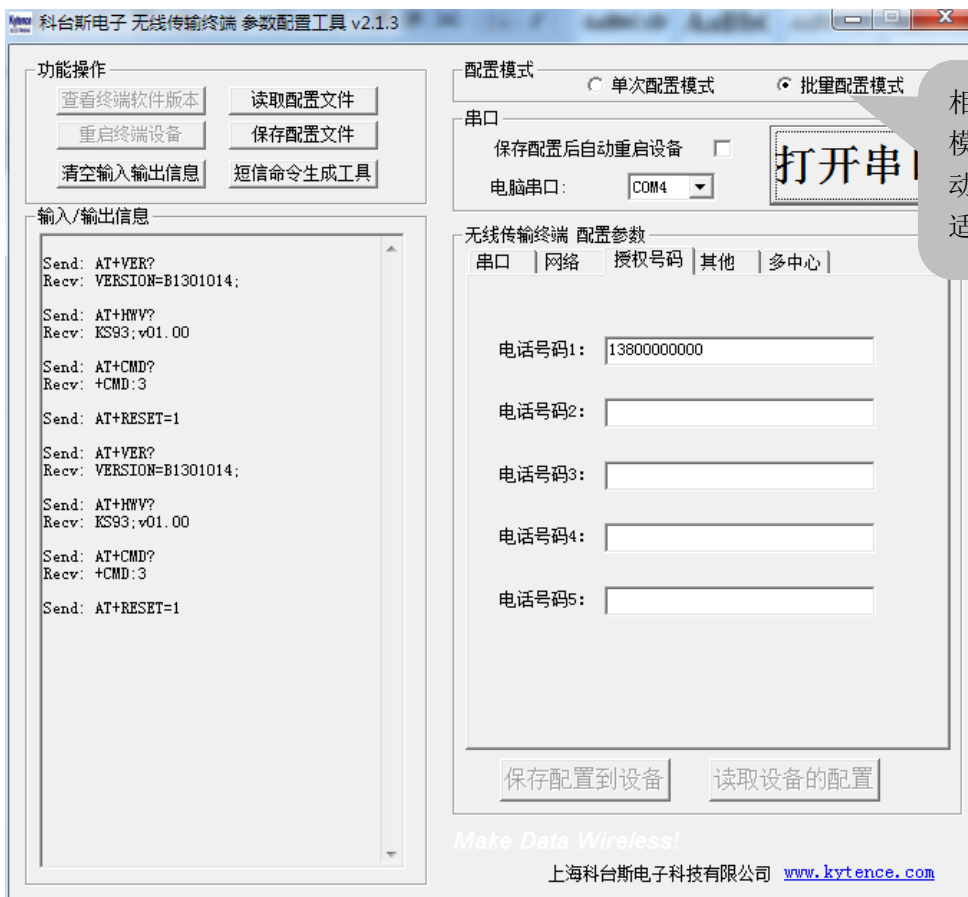 科台斯电子 无线传输终端 参数配置工具 v2.1.3
功能操作
查看终端软件版本
读取配置文件
重启终端设备
保存配置文件
清空输入输出信息
短信命令生成工具
输入/输出信息
Send: AT+VER?
Recv: VERSION=B1301014;
Send: AT+HWV?
Recv: KS93;v01.00
Send: AT+CMD?
Recv: +CMD:3
Send: AT+RESET=1
Send: AT+VER?
Recv: VERSION=B1301014;
Send: AT+HWV?
Recv: KS93;v01.00
Send: AT+CMD?
Recv: +CMD:3
Send: AT+RESET=1
配置模式
单次配置模式
批量配置模式
串口
保存配置后自动重启设备
电脑串口: COM4
打开串
无线传输终端 配置参数
串口 网络 授权号码 其他 多中心
电话号码1: 13800000000
电话号码2:
电话号码3:
电话号码4:
电话号码5:
保存配置到设备
读取设备的配置
Make Data Wireless!
上海科台斯电子科技有限公司 www.kytence.com
模
动
适